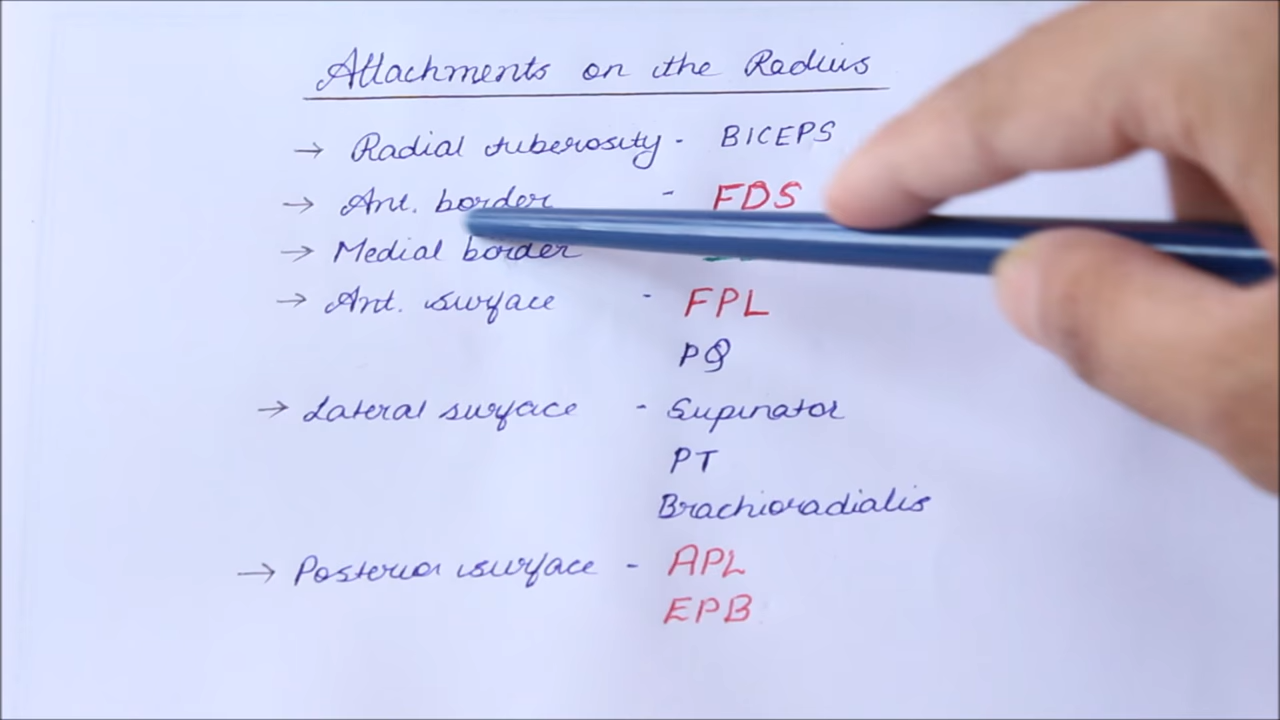 Attachments on the Radius
→ Radial tuberosity - BICEPS
→ Ant. border - FDS
→ Medial border
→ Ant. surface - FPL
PQ
→ Lateral surface - Supinator
PT
Brachioradialis
→ Posterior surface - APL
EPB